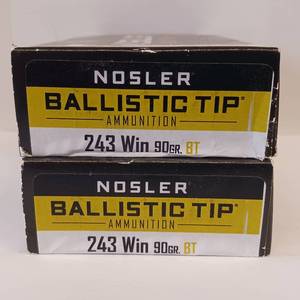 NOSLER
BALLISTIC TIP®
AMMUNITION
243 Win 90GR. BT
NOSLER
BALLISTIC TIP®
AMMUNITION
243 Win 90GR. BT